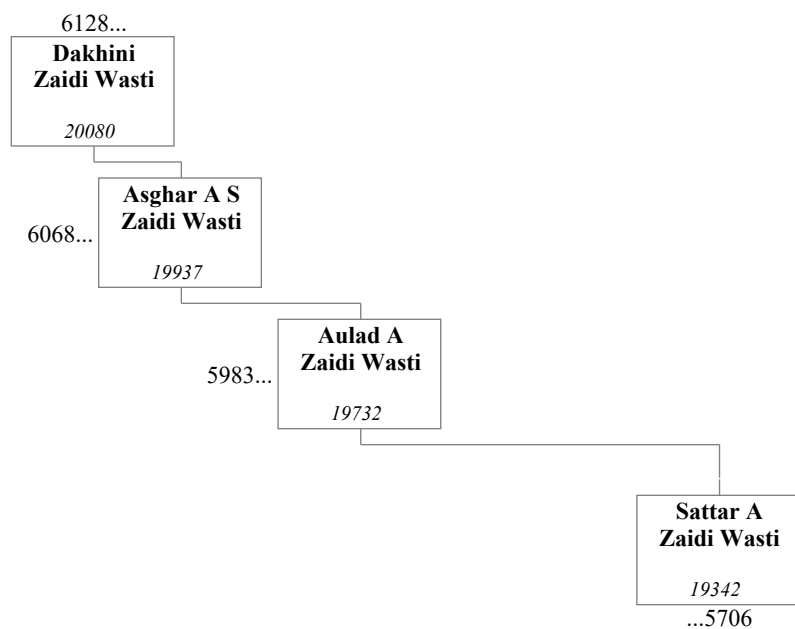 6128...
Dakhini
Zaidi Wasti
20080
Asghar A S
Zaidi Wasti
6068...
19937
Aulad A
Zaidi Wasti
5983...
19732
Sattar A
Zaidi Wasti
19342
...5706